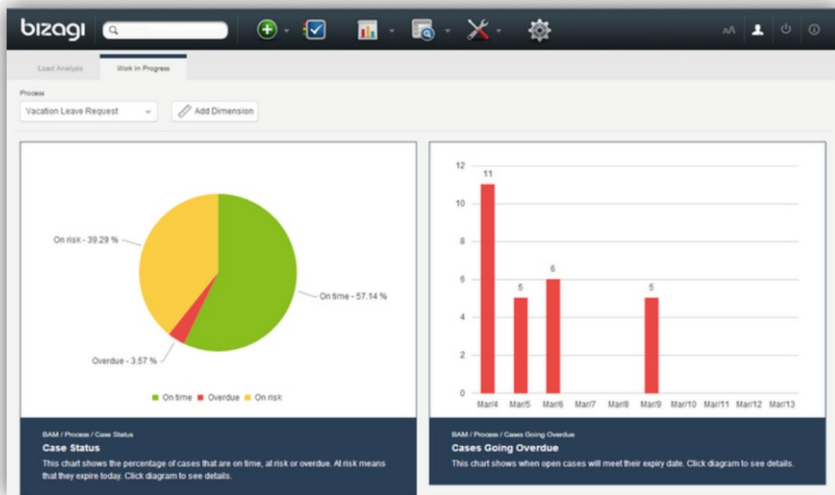 bizagi
Load Analysis
Work in Progress
Process
Vacation Leave Request
Add Dimension
On risk - 39.29 %
On time - 57.14 %
Overdue - 3.57 %
On time Overdue On risk
BAM / Process / Case Status
Case Status
This chart shows the percentage of cases that are on time, at risk or overdue. At risk means
that they expire today. Click diagram to see details.
12
11
10
8
6
6
5
5
4
2
0
Mar/4 Mar/5 Mar/6 Mar/7 Mar/8 Mar/9 Mar/10 Mar/11 Mar/12 Mar/13
BAM / Process / Cases Going Overdue
Cases Going Overdue
This chart shows when open cases will meet their expiry date. Click diagram to see details.